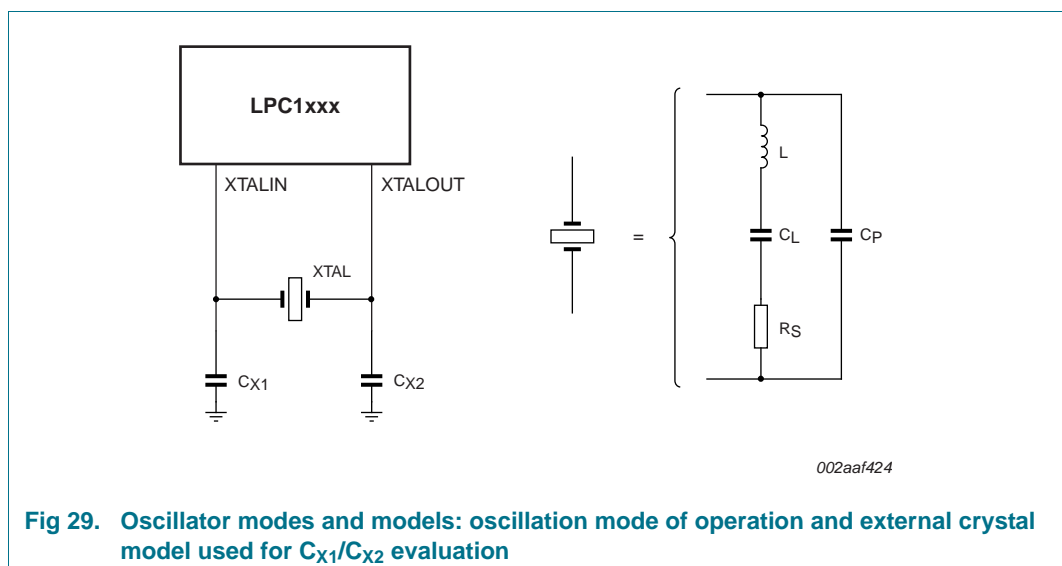 LPC1xxx
XTALIN
XTALOUT
XTAL
CX1
CX2
=
L
CL
CP
RS
002aaf424
Fig 29. Oscillator modes and models: oscillation mode of operation and external crystal
model used for CX1/CX2 evaluation